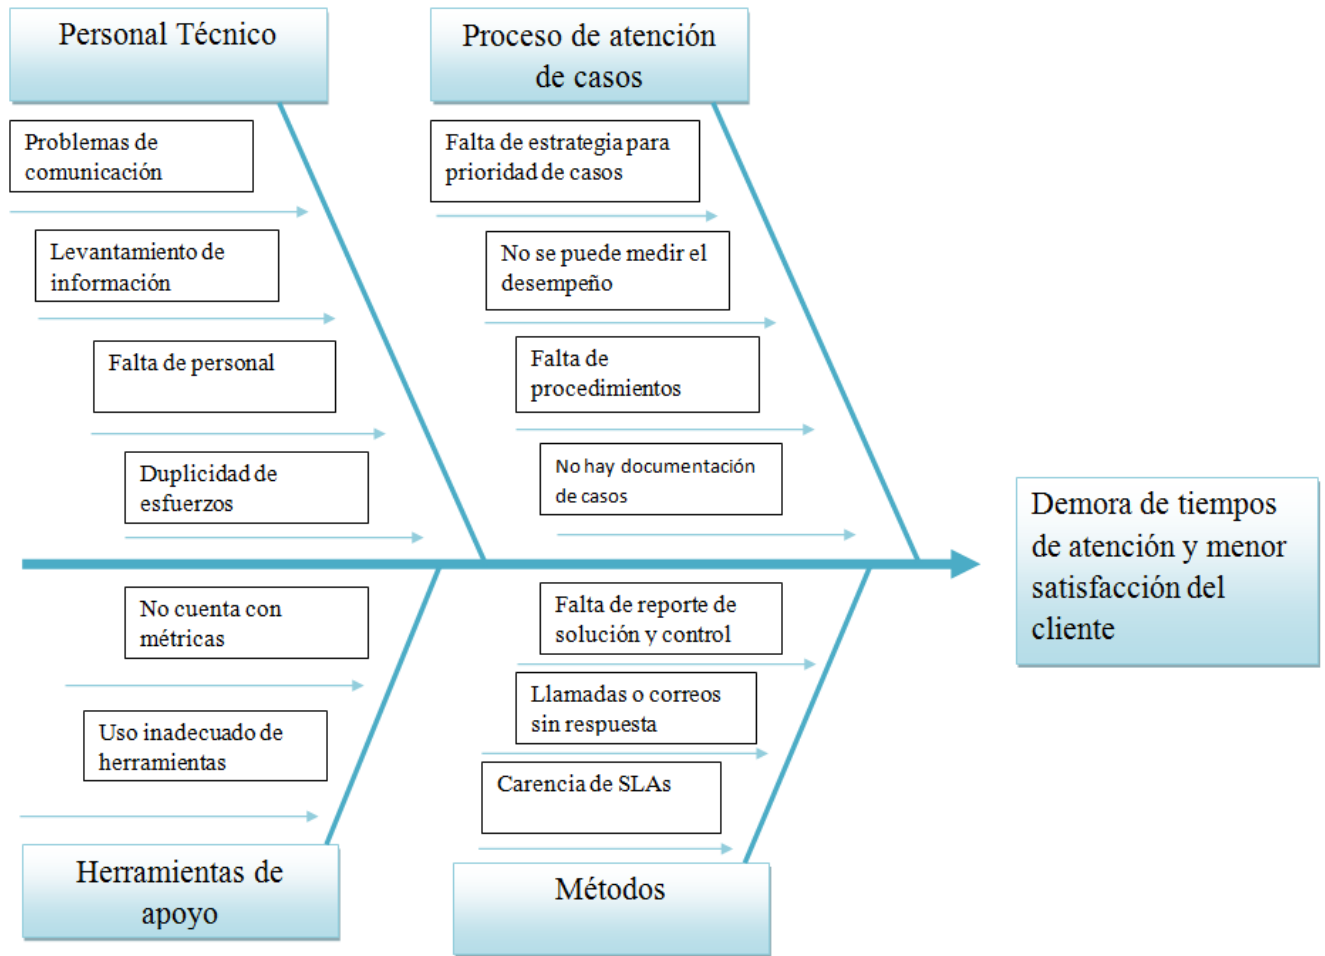 Personal Técnico
Proceso de atención
de casos
Problemas de
comunicación
Levantamiento de
información
Falta de personal
Duplicidad de
esfuerzos
Falta de estrategia para
prioridad de casos
No se puede medir el
desempeño
Falta de
procedimientos
No hay documentación
de casos
Demora de tiempos
de atención y menor
satisfacción del
cliente
No cuenta con
métricas
Uso inadecuado de
herramientas
Herramientas de
apoyo
Falta de reporte de
solución y control
Llamadas o correos
sin respuesta
Carencia de SLAs
Métodos